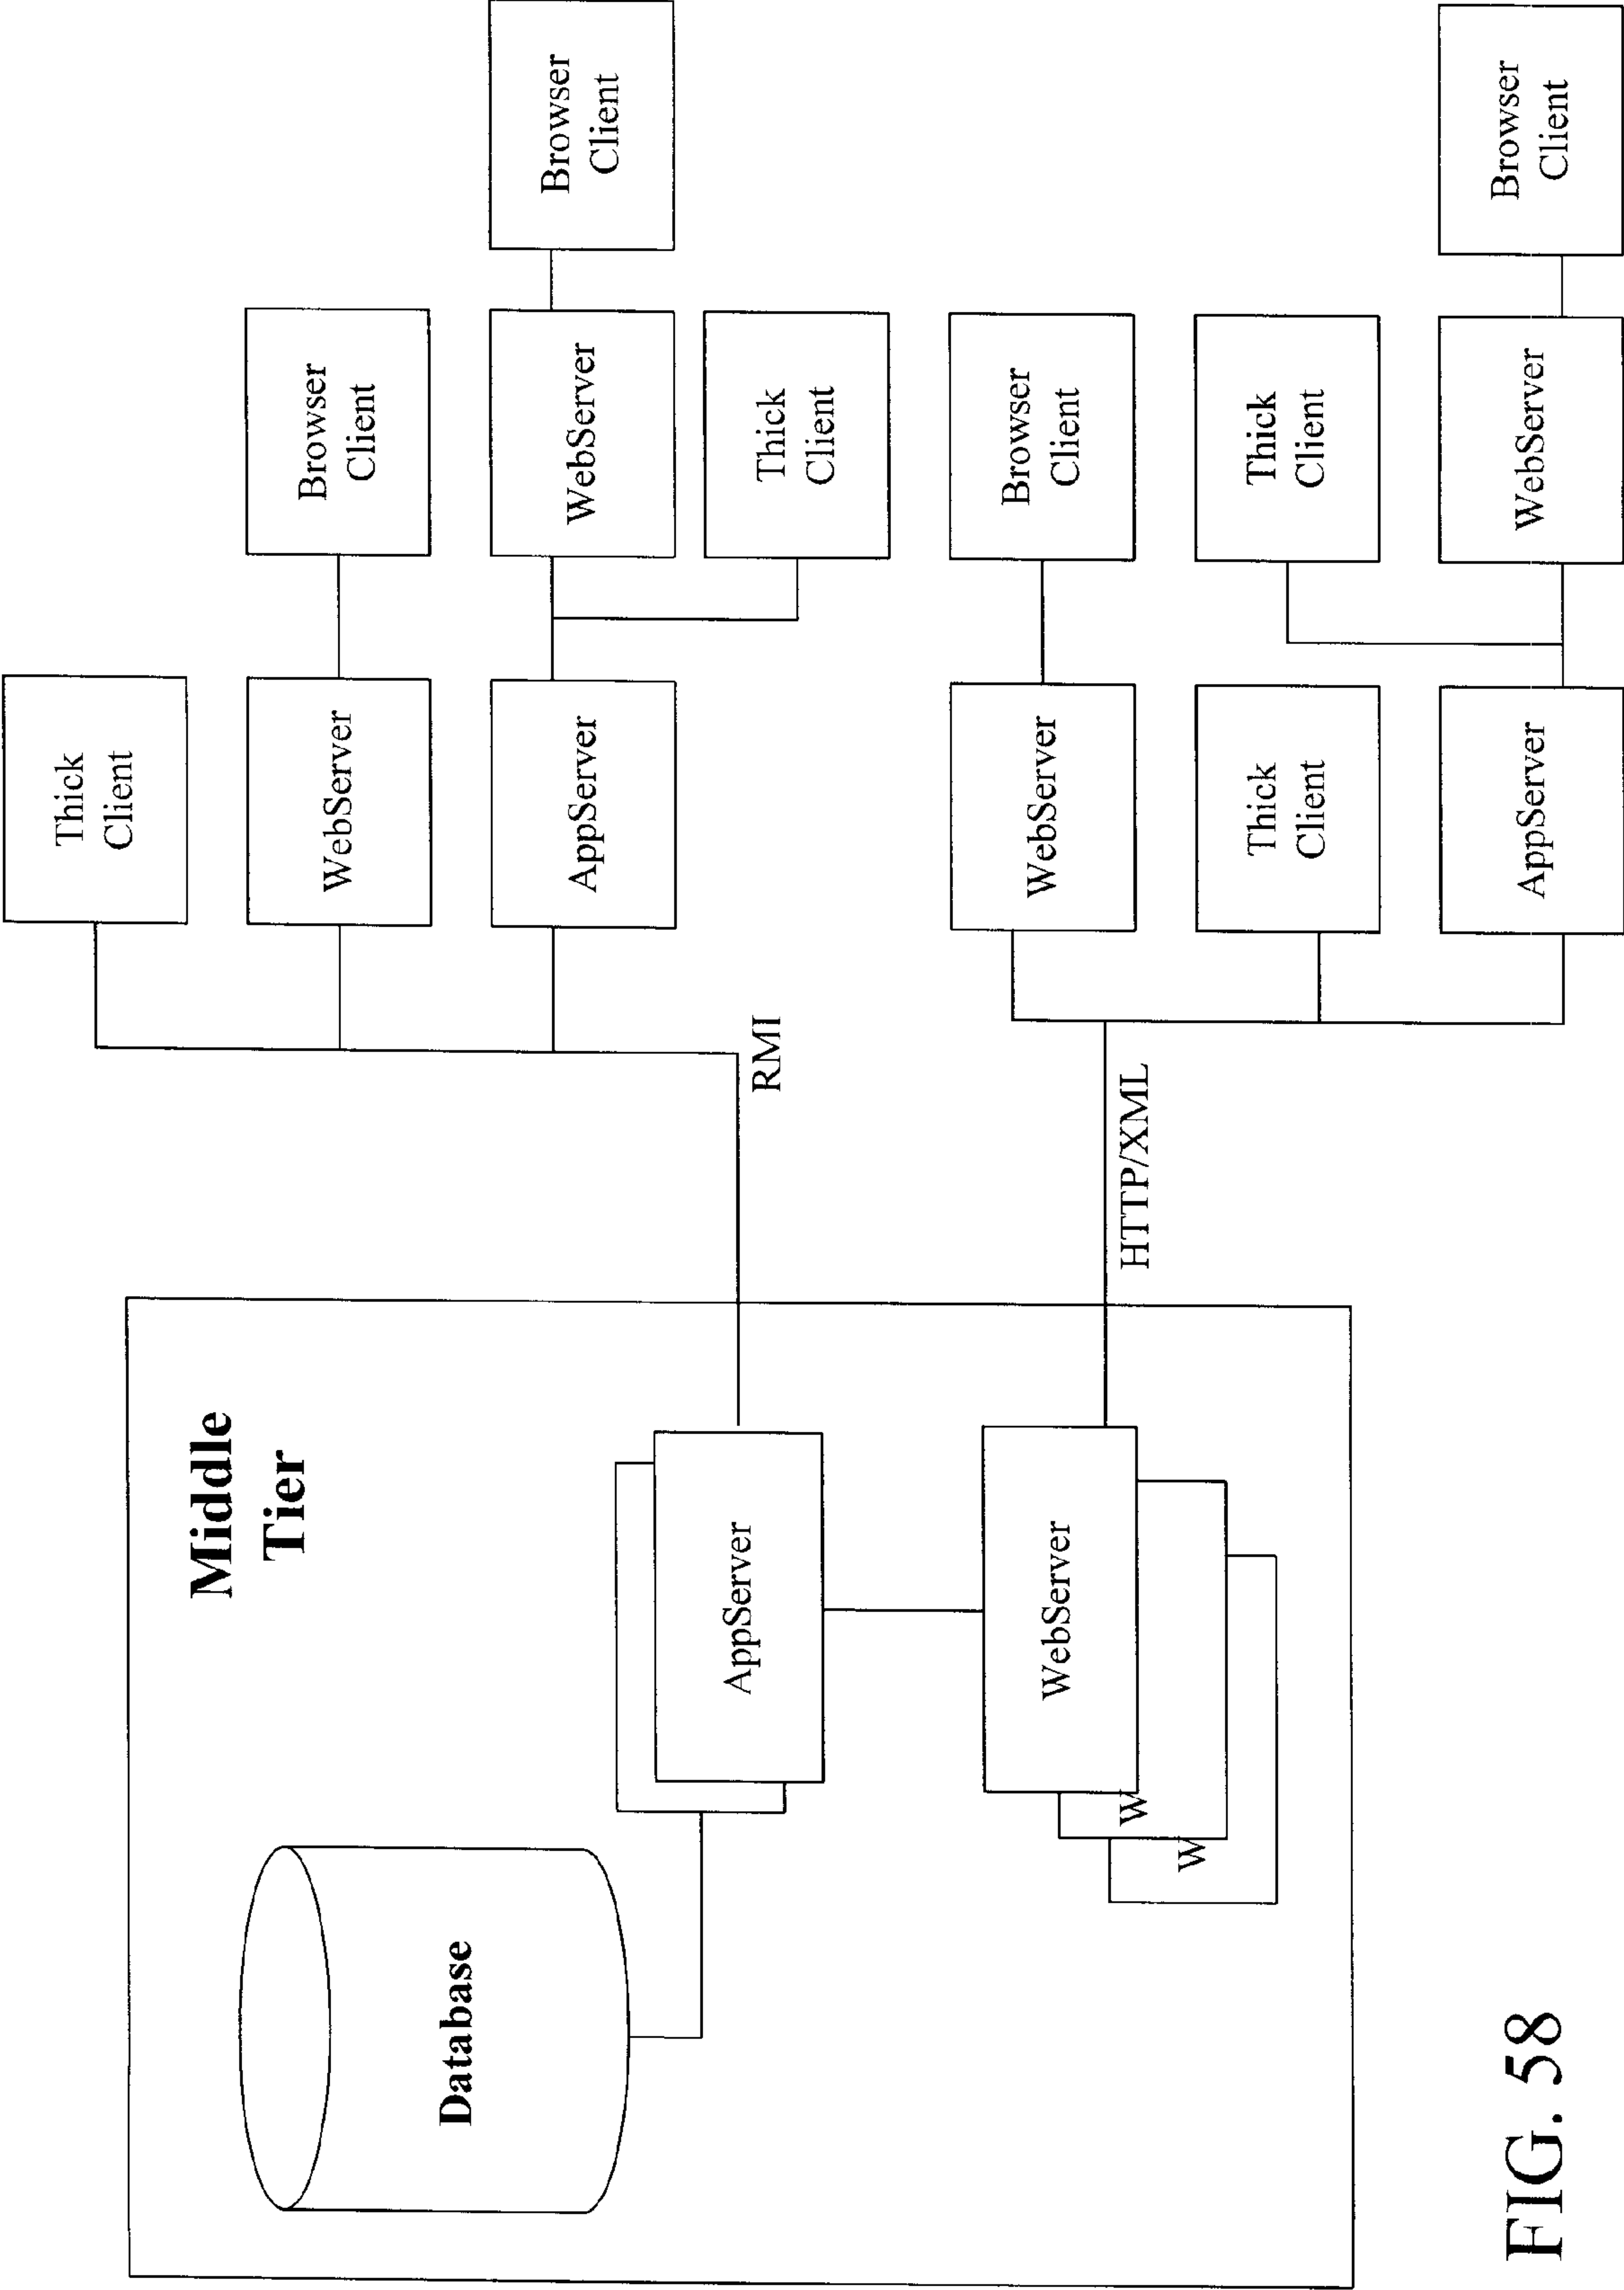 Middle
Tier
Database
AppServer
WebServer
W
W
RMI
HTTP/XML
Thick
Client
WebServer
Browser
Client
AppServer
WebServer
Browser
Client
Thick
Client
WebServer
Browser
Client
Thick
Client
Thick
Client
AppServer
WebServer
Browser
Client
FIG. 58